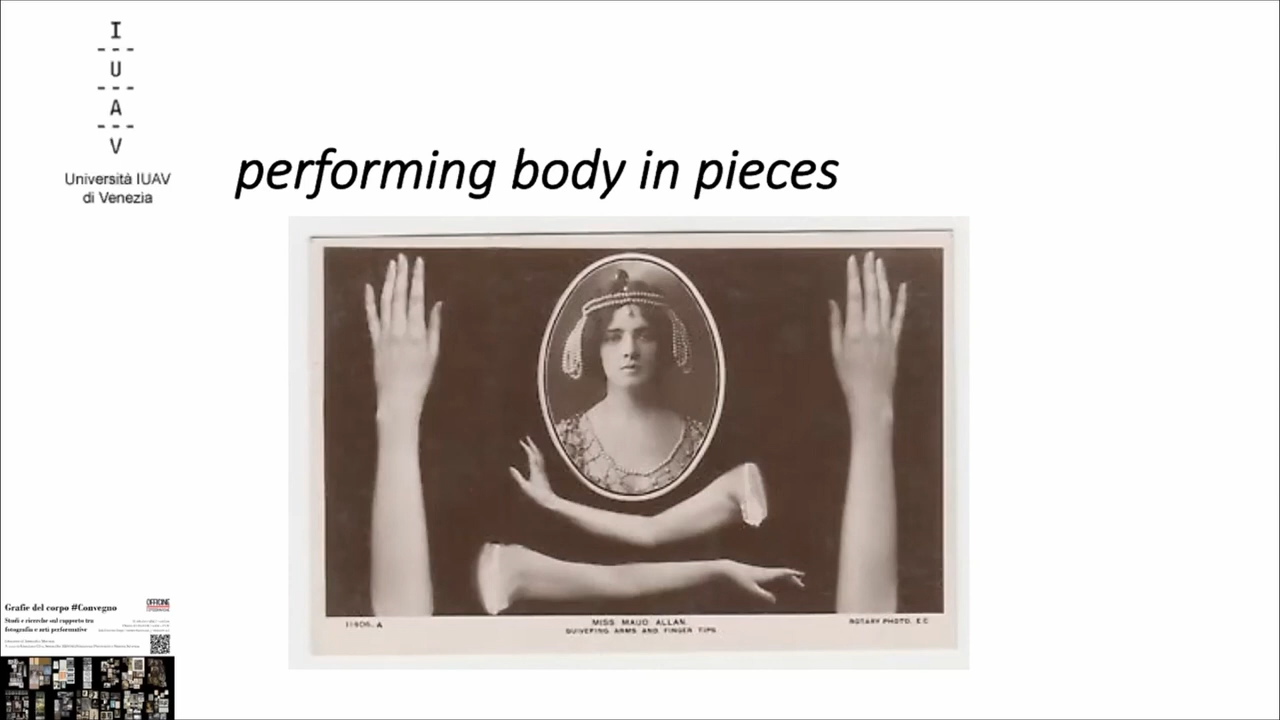 I
U
A
V
Università IUAV
di Venezia
performing body in pieces
MISS MAUD ALLAN.
QUIVERING ARMS AND FINGER TIPS.
ROTARY PHOTO, E.C
Grafie del corpo #Convegno
Studi e ricerche sul rapporto tra
fotografia e arti performative